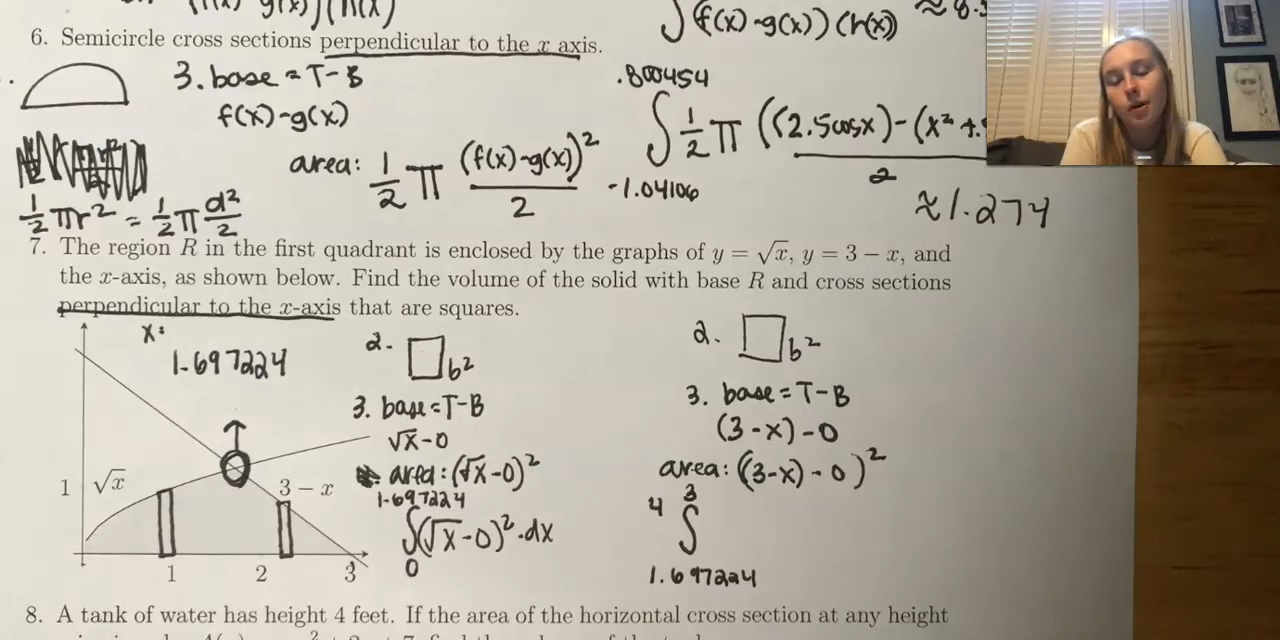 ∫(f(x)-g(x))(h(x)) ≈ 8.
6. Semicircle cross sections perpendicular to the x axis.
3. base = T-B
f(x)-g(x)
area: 1/2 π (f(x)-g(x))²/2
.800454
∫ 1/2 π ((2.5cosx)-(x²+.
2
-1.04106
≈1.274
1/2 πr² = 1/2 π d²/2
7. The region R in the first quadrant is enclosed by the graphs of y = √x, y = 3 − x, and
the x-axis, as shown below. Find the volume of the solid with base R and cross sections
perpendicular to the x-axis that are squares.
x=
1.697224
1
√x
3 − x
1 2 3
2. b²
3. base = T-B
√x-0
area: (√x-0)²
1.697224
∫(√x-0)²·dx
0
2. b²
3. base = T-B
(3-x)-0
area: ((3-x)-0)²
4 3
∫
1.697224
8. A tank of water has height 4 feet. If the area of the horizontal cross section at any height